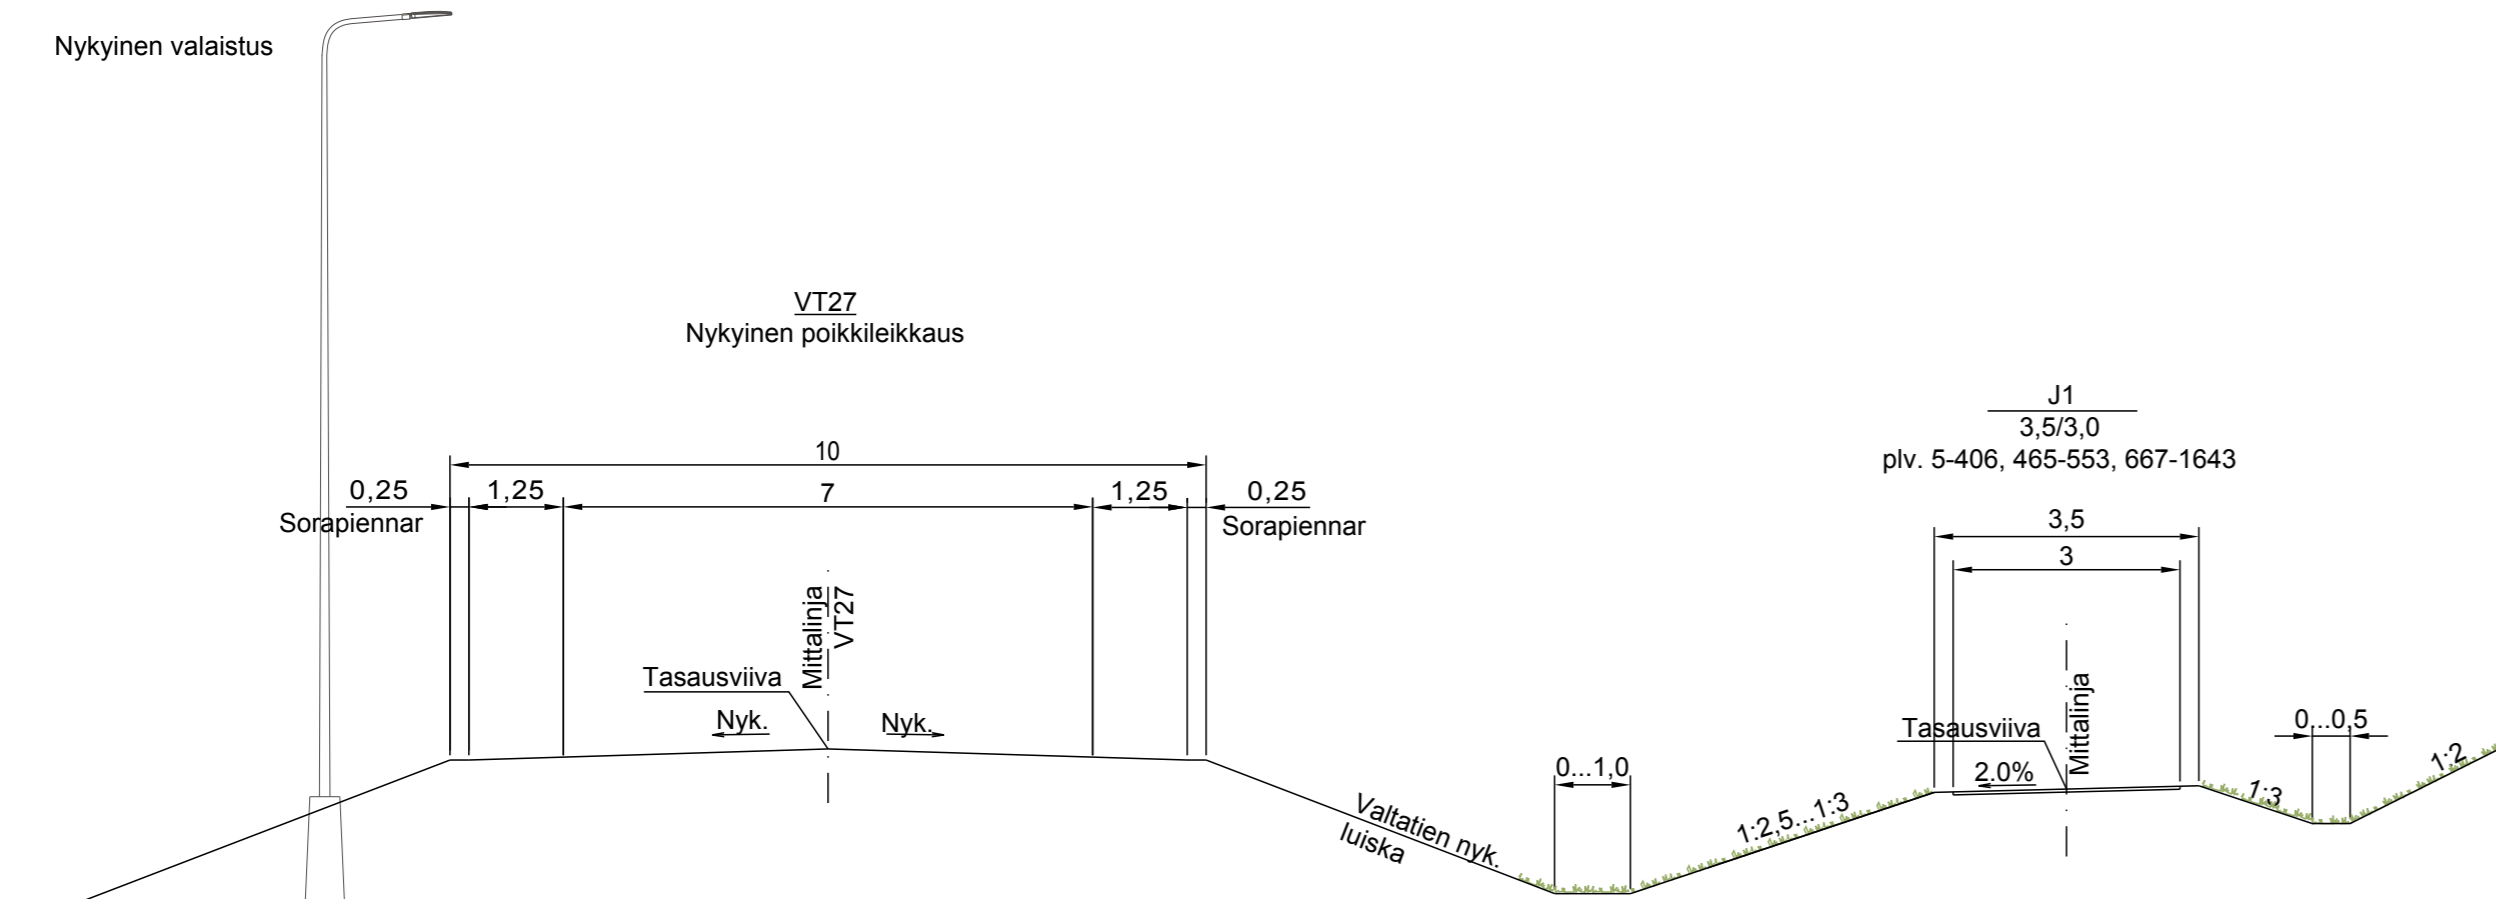 Nykyinen valaistus
VT27
Nykyinen poikkileikkaus
J1
3,5/3,0
plv. 5-406, 465-553, 667-1643
10
0,25
1,25
7
1,25
0,25
Sorapiennar
Sorapiennar
3,5
3
Mittalinja
VT27
Tasausviiva
Nyk.
Nyk.
Mittalinja
Tasausviiva
2.0%
0...0,5
0...1,0
Valtatien nyk.
luiska
1:2,5...1:3
1:3
1:2